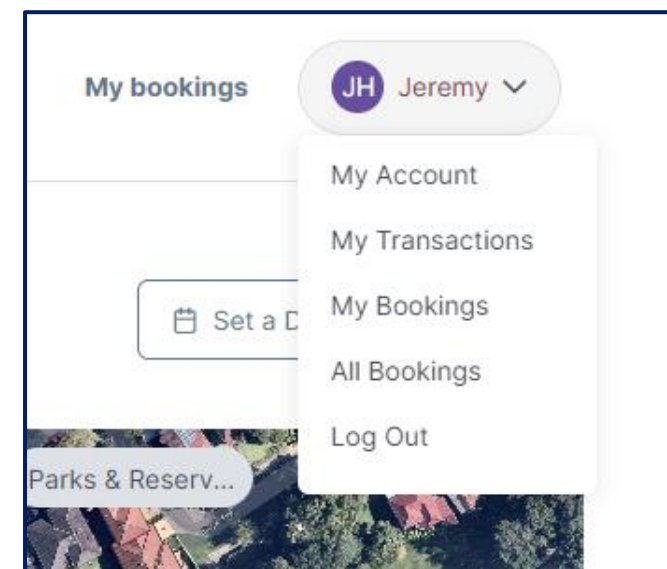 My bookings
JH Jeremy
My Account
My Transactions
My Bookings
All Bookings
Log Out
Set a D
Parks & Reserv...